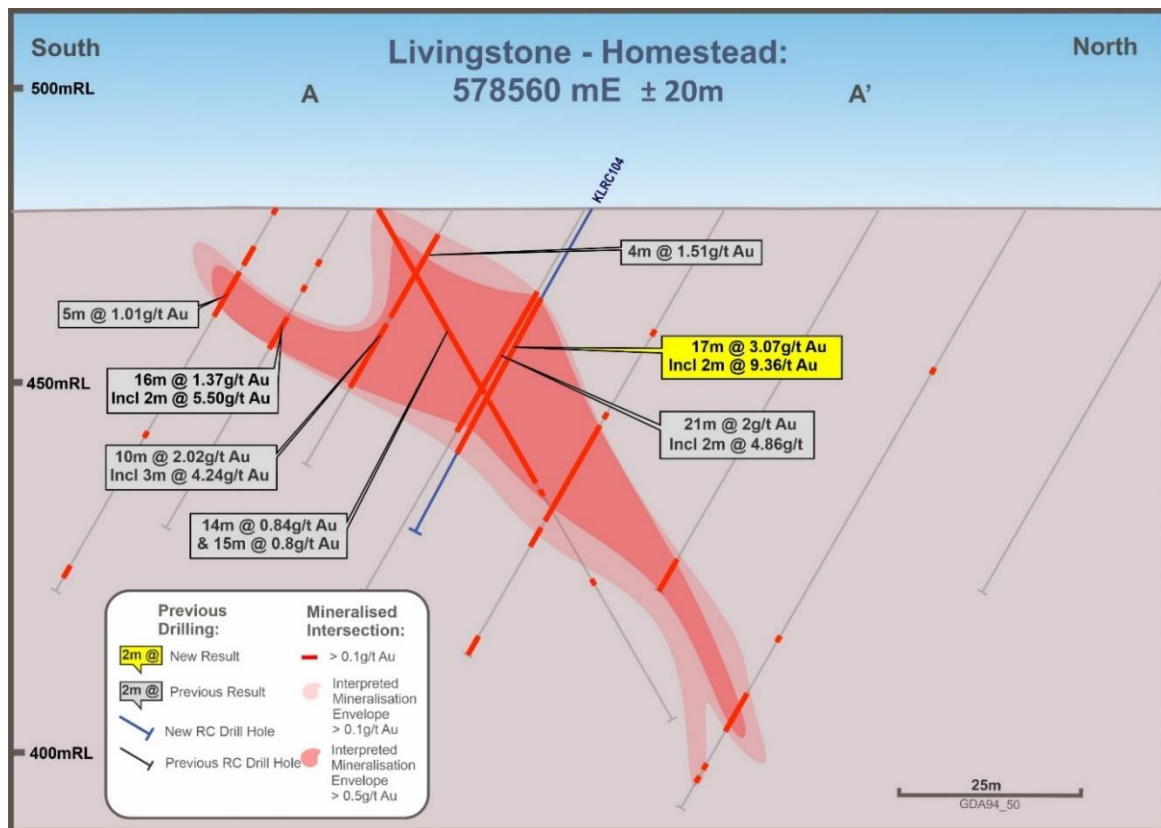 South
Livingstone - Homestead:
578560 mE ± 20m
North
500mRL
A
A'
KLRC104
4m @ 1.51g/t Au
5m @ 1.01g/t Au
17m @ 3.07g/t Au
Incl 2m @ 9.36/t Au
450mRL
16m @ 1.37g/t Au
Incl 2m @ 5.50g/t Au
21m @ 2g/t Au
Incl 2m @ 4.86g/t
10m @ 2.02g/t Au
Incl 3m @ 4.24g/t Au
14m @ 0.84g/t Au
& 15m @ 0.8g/t Au
Previous
Drilling:
2m @
New Result
2m @
Previous Result
New RC Drill Hole
Previous RC Drill Hole
Mineralised
Intersection:
> 0.1g/t Au
Interpreted
Mineralisation
Envelope
> 0.1g/t Au
Interpreted
Mineralisation
Envelope
> 0.5g/t Au
400mRL
25m
GDA94_50